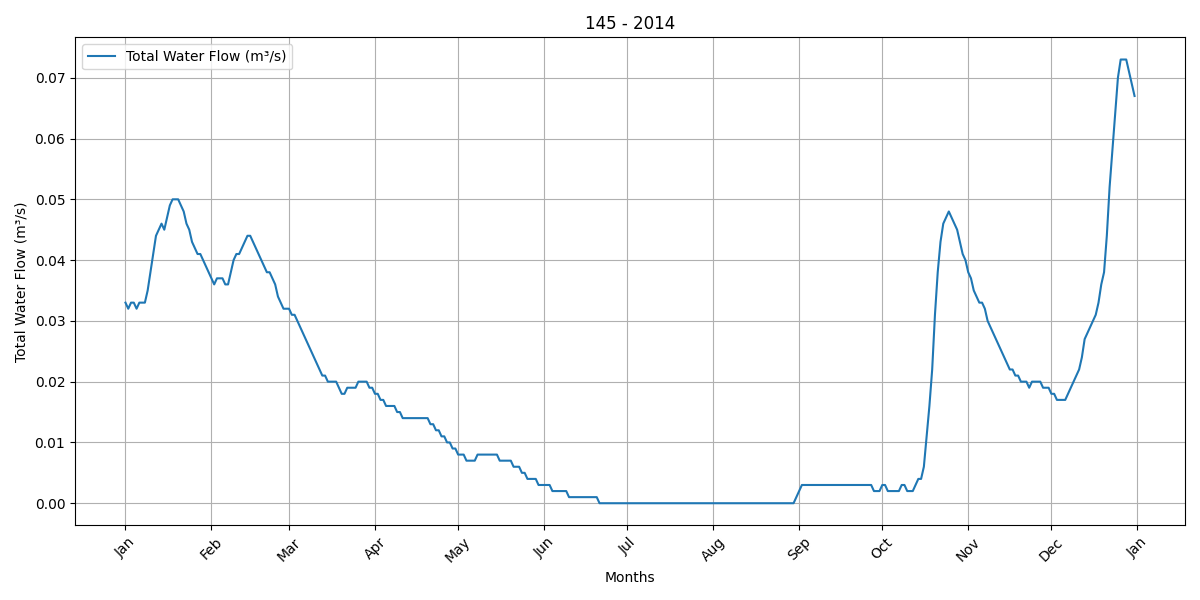 145 - 2014
Total Water Flow (m³/s)
Total Water Flow (m³/s)
0.07
0.06
0.05
0.04
0.03
0.02
0.01
0.00
Jan
Feb
Mar
Apr
May
Jun
Jul
Aug
Sep
Oct
Nov
Dec
Jan
Months